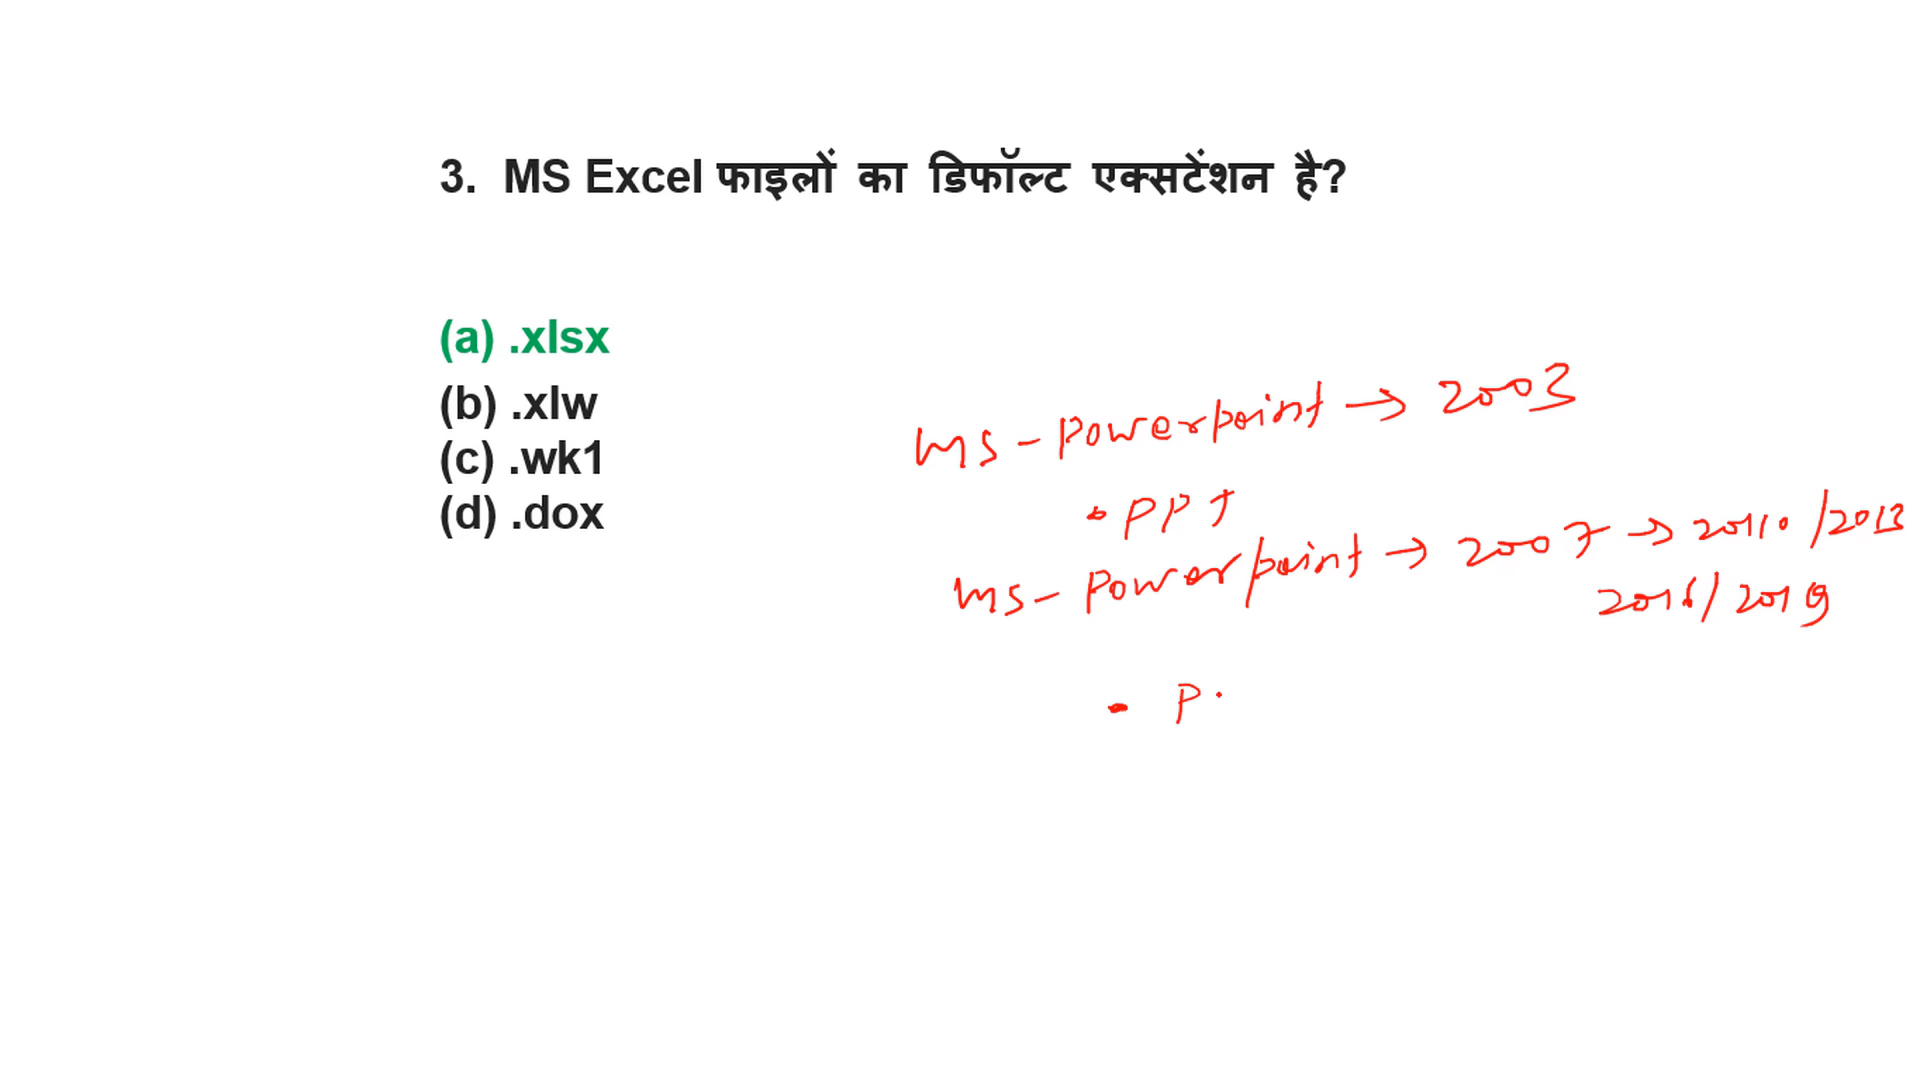 3. MS Excel फाइलों का डिफॉल्ट एक्सटेंशन है?
(a) .xlsx
(b) .xlw
(c) .wk1
(d) .dox
MS - Powerpoint → 2003
• PPT
MS - Powerpoint → 2007 → 2010 / 2013
2016 / 2019
• P.